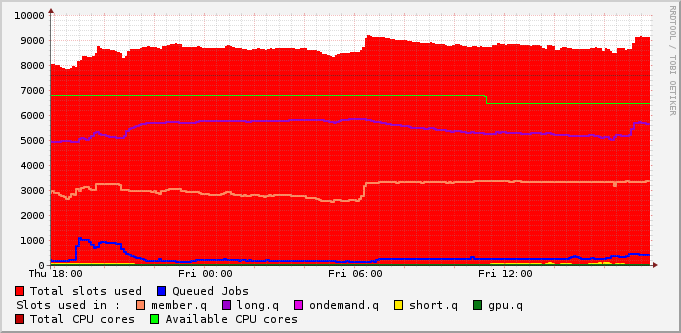 10000
9000
8000
7000
6000
5000
4000
3000
2000
1000
0
Thu 18:00 Fri 00:00 Fri 06:00 Fri 12:00
RRDTOOL / TOBI OETIKER
Total slots used Queued Jobs
Slots used in : member.q long.q ondemand.q short.q gpu.q
Total CPU cores Available CPU cores